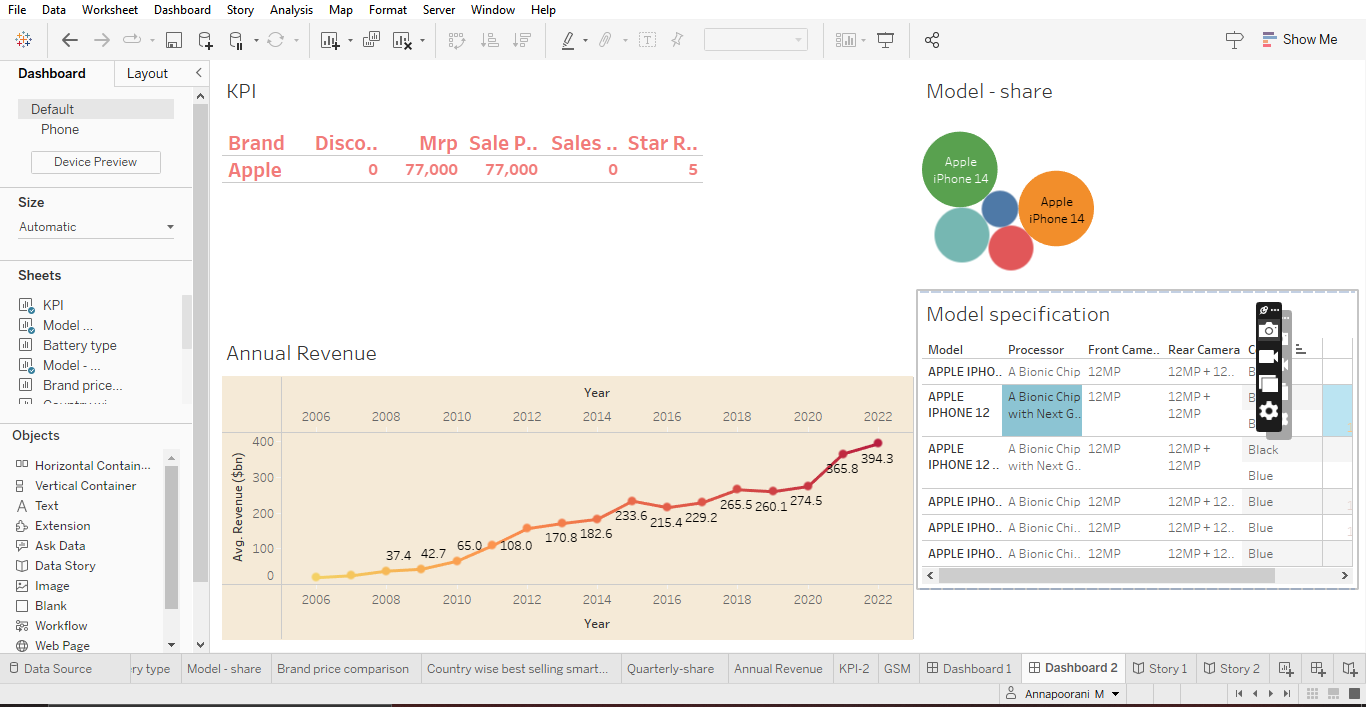 File Data Worksheet Dashboard Story Analysis Map Format Server Window Help
Show Me
Dashboard Layout
Default
Phone
Device Preview
Size
Automatic
Sheets
KPI
Model ...
Battery type
Model - ...
Brand price...
Objects
Horizontal Contain...
Vertical Container
Text
Extension
Ask Data
Data Story
Image
Blank
Workflow
Web Page
KPI
Brand Disco.. Mrp Sale P.. Sales .. Star R..
Apple 0 77,000 77,000 0 5
Annual Revenue
Year
2006 2008 2010 2012 2014 2016 2018 2020 2022
Avg. Revenue ($bn)
400
300
200
100
0
37.4 42.7 65.0 108.0 170.8 182.6 233.6 215.4 229.2 265.5 260.1 274.5 365.8 394.3
2006 2008 2010 2012 2014 2016 2018 2020 2022
Year
Model - share
Apple
iPhone 14
Apple
iPhone 14
Model specification
Model Processor Front Came.. Rear Camera
APPLE IPHO.. A Bionic Chip 12MP 12MP + 12..
APPLE
IPHONE 12
A Bionic Chip
with Next G..
12MP
12MP +
12MP
APPLE
IPHONE 12 ..
A Bionic Chip
with Next G..
12MP
12MP +
12MP
Black
Blue
APPLE IPHO.. A Bionic Chip 12MP 12MP + 12.. Blue
APPLE IPHO.. A Bionic Chi.. 12MP 12MP + 12.. Blue
APPLE IPHO.. A Bionic Chi.. 12MP 12MP + 12.. Blue
Data Source ry type Model - share Brand price comparison Country wise best selling smart... Quarterly-share Annual Revenue KPI-2 GSM Dashboard 1 Dashboard 2 Story 1 Story 2
Annapoorani M